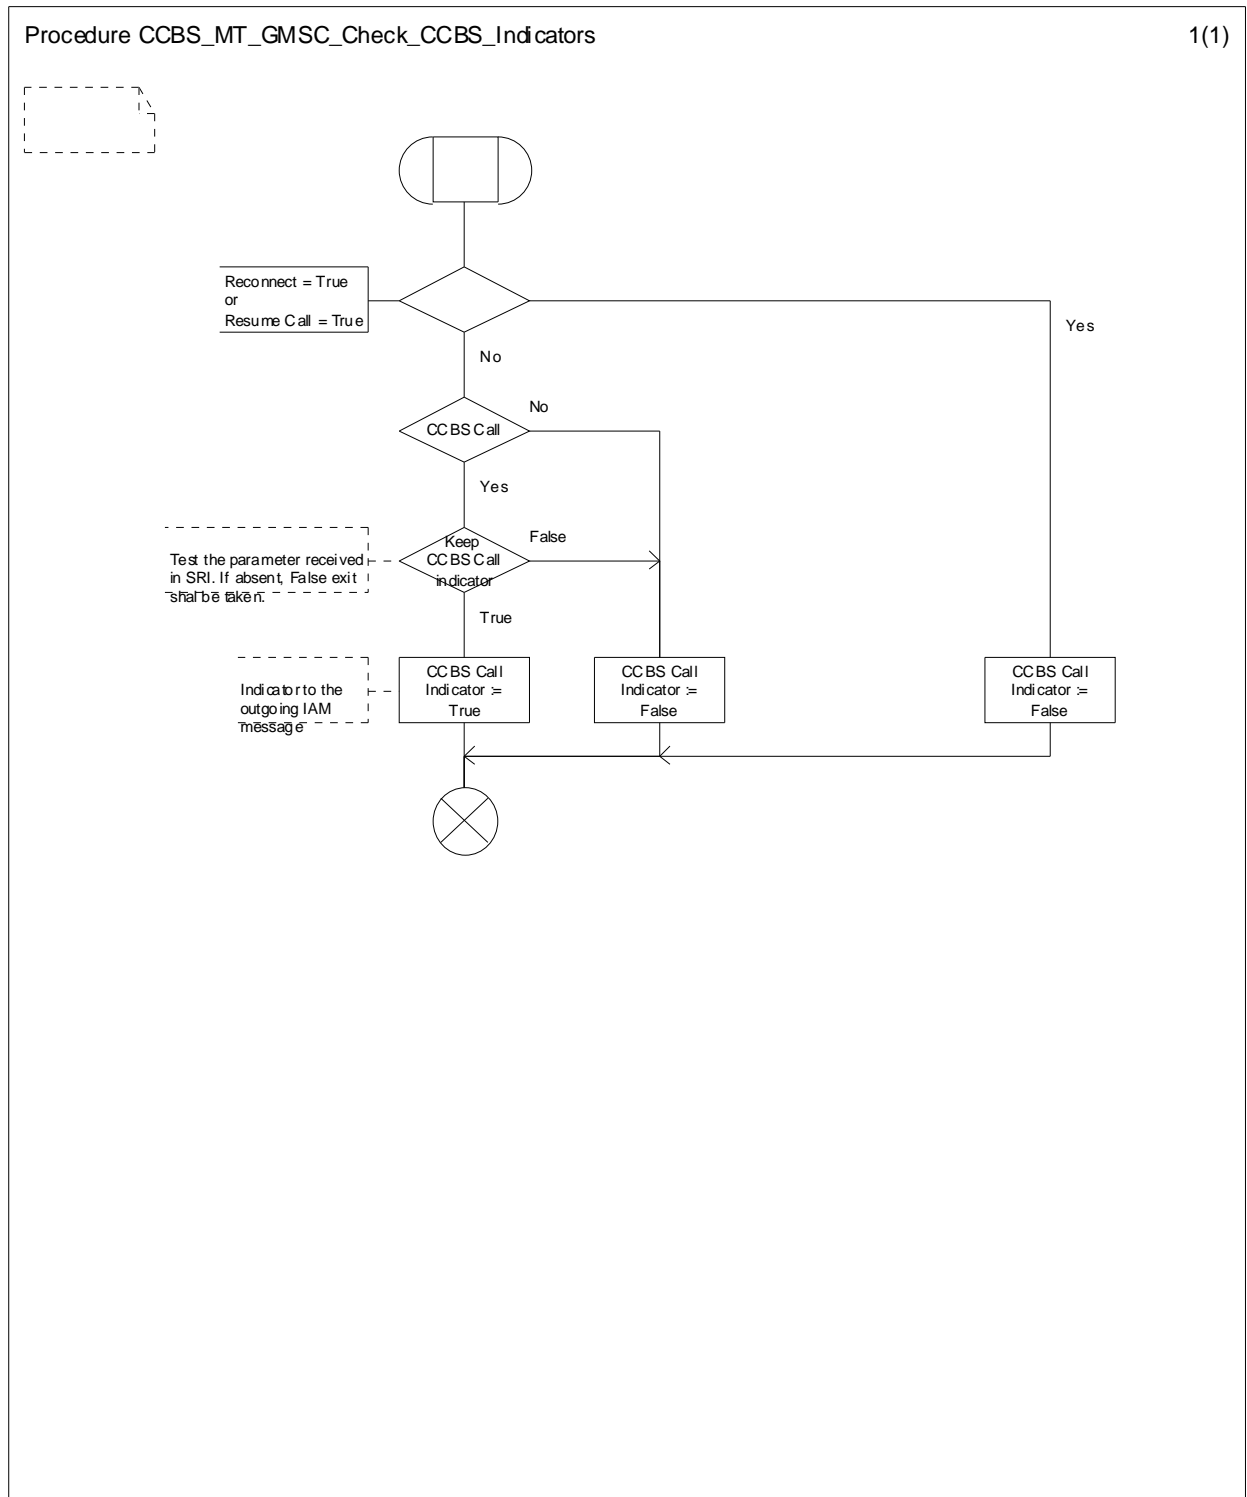 Procedure CCBS_MT_GMSC_Check_CCBS_Indicators
1(1)
Reconnect = True
or
Resume Call = True
Yes
No
No
CCBS Call
Yes
Keep
CCBS Call
indicator
False
Test the parameter received
in SRI. If absent, False exit
shal be taken.
True
CCBS Call
Indicator :=
True
CCBS Call
Indicator :=
False
CCBS Call
Indicator :=
False
Indicator to the
outgoing IAM
message